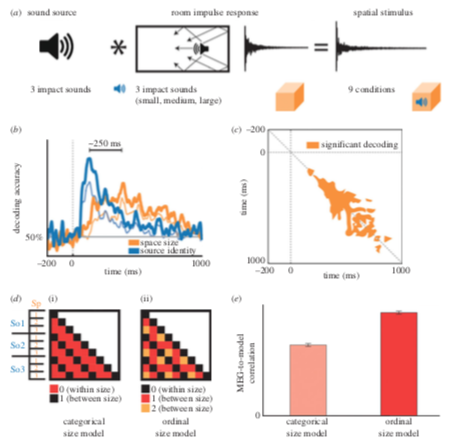 (a) sound source
room impulse response
spatial stimulus
*
=
3 impact sounds
3 impact sounds
(small, medium, large)
9 conditions
(b)
~250 ms
decoding accuracy
50%
space size
source identity
−200 0 1000
time (ms)
(c)
−200
0
significant decoding
time (ms)
1000
−200 0 1000
time (ms)
(d) Sp (i) (ii)
So1
So2
So3
0 (within size)
1 (between size)
0 (within size)
1 (between size)
2 (between size)
categorical
size model
ordinal
size model
(e)
MEG-to-model
correlation
0
categorical
size model
ordinal
size model